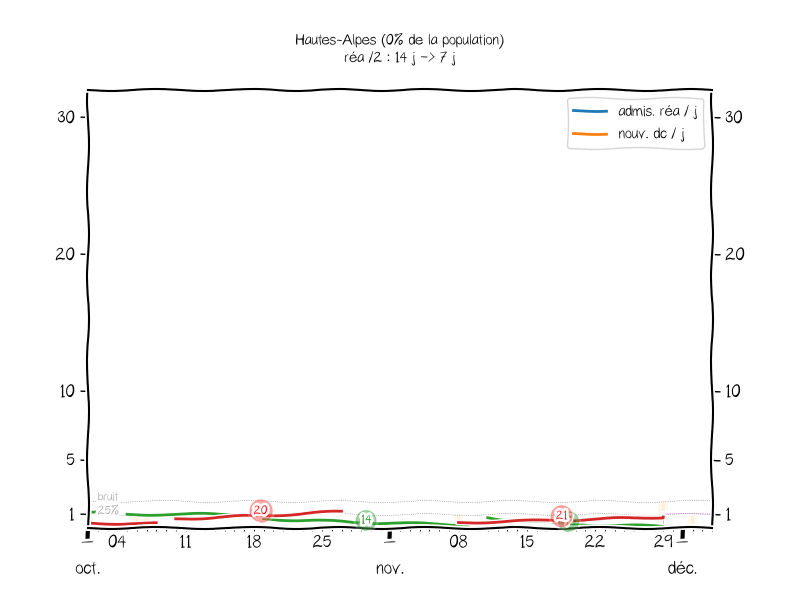 Hautes-Alpes (0% de la population)
réa /2 : 14 j -> 7 j
admis. réa / j
nouv. dc / j
30 30
20 20
10 10
5 5
bruit
25%
1 1
20
14
21
04 11 18 25 08 15 22 29
oct. nov. déc.